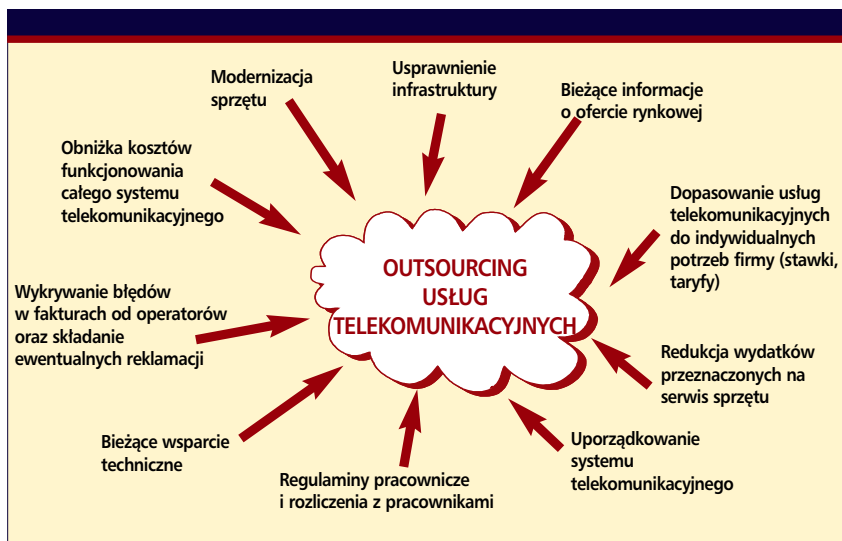 Modernizacja
sprzętu
Usprawnienie
infrastruktury
Bieżące informacje
o ofercie rynkowej
Obniżka kosztów
funkcjonowania
całego systemu
telekomunikacyjnego
Dopasowanie usług
telekomunikacyjnych
do indywidualnych
potrzeb firmy (stawki,
taryfy)
OUTSOURCING
USŁUG
TELEKOMUNIKACYJNYCH
Wykrywanie błędów
w fakturach od operatorów
oraz składanie
ewentualnych reklamacji
Redukcja wydatków
przeznaczonych na
serwis sprzętu
Bieżące wsparcie
techniczne
Regulaminy pracownicze
i rozliczenia z pracownikami
Uporządkowanie
systemu
telekomunikacyjnego